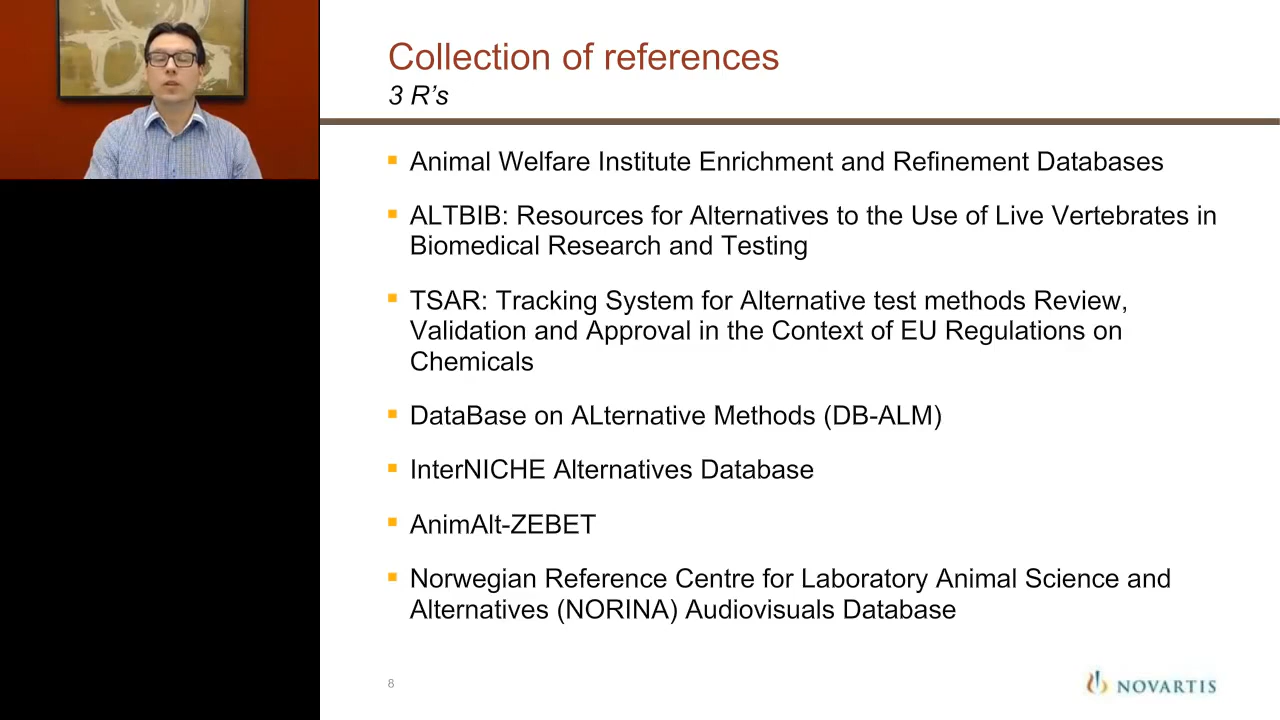 Collection of references
3 R’s
Animal Welfare Institute Enrichment and Refinement Databases
ALTBIB: Resources for Alternatives to the Use of Live Vertebrates in
Biomedical Research and Testing
TSAR: Tracking System for Alternative test methods Review,
Validation and Approval in the Context of EU Regulations on
Chemicals
DataBase on ALternative Methods (DB-ALM)
InterNICHE Alternatives Database
AnimAlt-ZEBET
Norwegian Reference Centre for Laboratory Animal Science and
Alternatives (NORINA) Audiovisuals Database
8
NOVARTIS